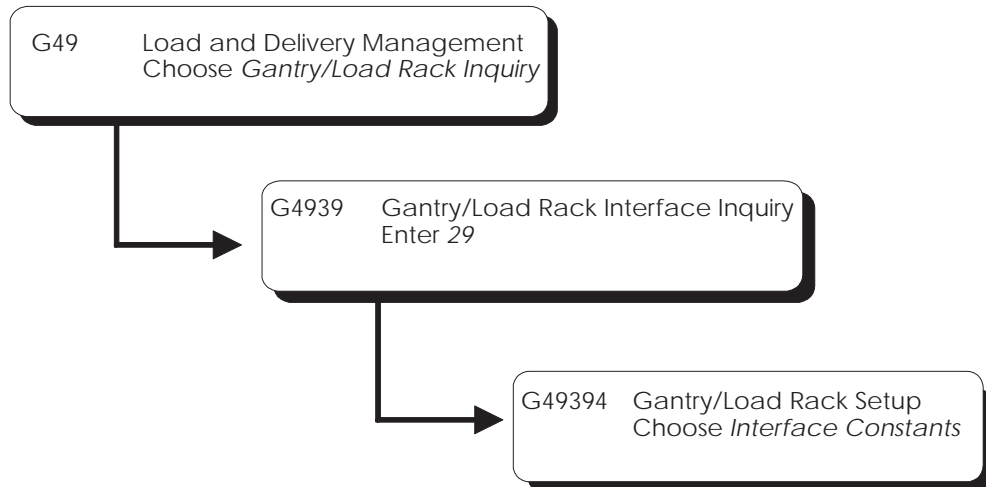 G49 Load and Delivery Management
Choose Gantry/Load Rack Inquiry
G4939 Gantry/Load Rack Interface Inquiry
Enter 29
G49394 Gantry/Load Rack Setup
Choose Interface Constants